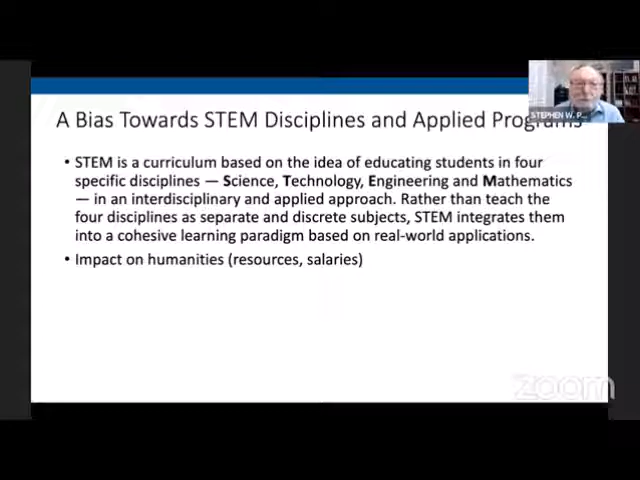 A Bias Towards STEM Disciplines and Applied Programs
STEPHEN W. P...
• STEM is a curriculum based on the idea of educating students in four
specific disciplines — Science, Technology, Engineering and Mathematics
— in an interdisciplinary and applied approach. Rather than teach the
four disciplines as separate and discrete subjects, STEM integrates them
into a cohesive learning paradigm based on real-world applications.
• Impact on humanities (resources, salaries)
zoom